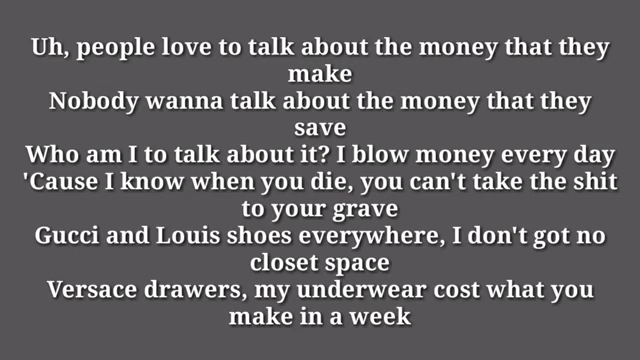 Uh, people love to talk about the money that they
make
Nobody wanna talk about the money that they
save
Who am I to talk about it? I blow money every day
'Cause I know when you die, you can't take the shit
to your grave
Gucci and Louis shoes everywhere, I don't got no
closet space
Versace drawers, my underwear cost what you
make in a week